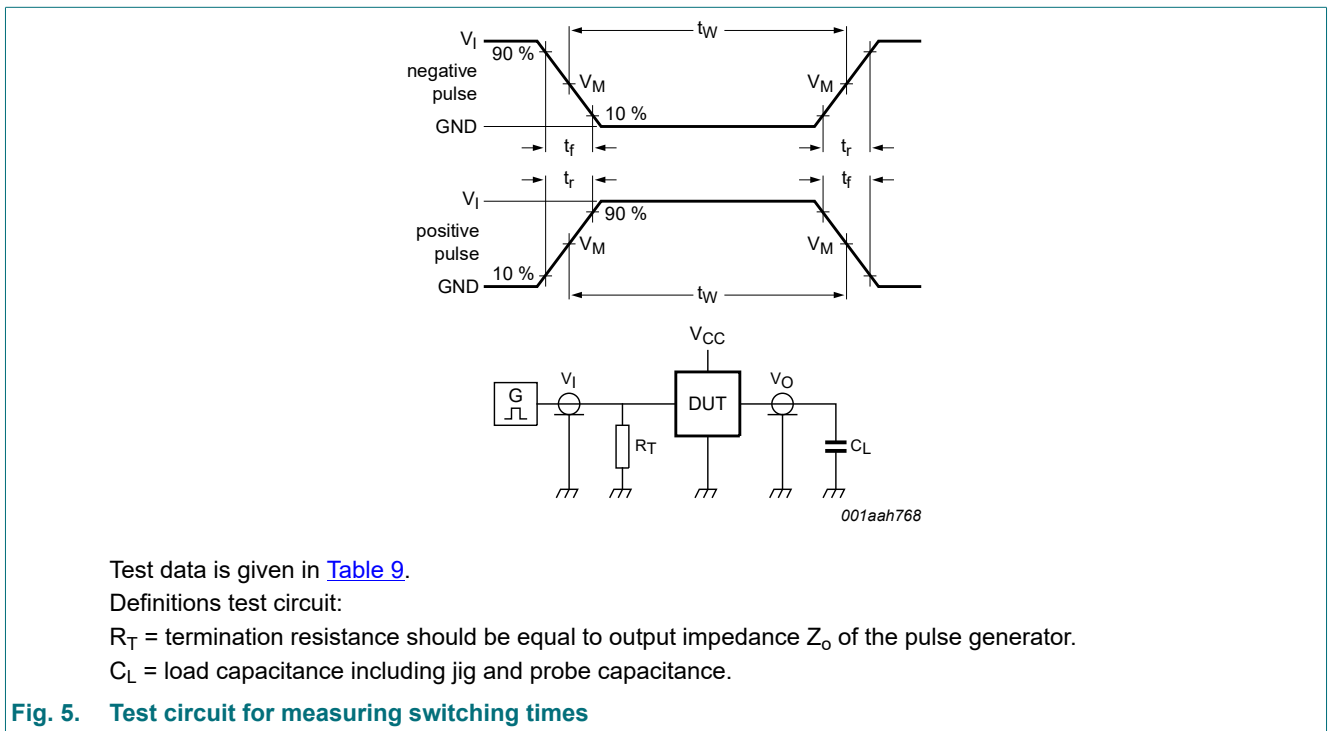 V_I
t_W
90 %
negative pulse
V_M
V_M
10 %
GND
t_f
t_r
t_r
t_f
V_I
90 %
positive pulse
V_M
V_M
10 %
GND
t_W
V_CC
G
V_I
DUT
V_O
R_T
C_L
001aah768
Test data is given in Table 9.
Definitions test circuit:
R_T = termination resistance should be equal to output impedance Z_o of the pulse generator.
C_L = load capacitance including jig and probe capacitance.
Fig. 5. Test circuit for measuring switching times